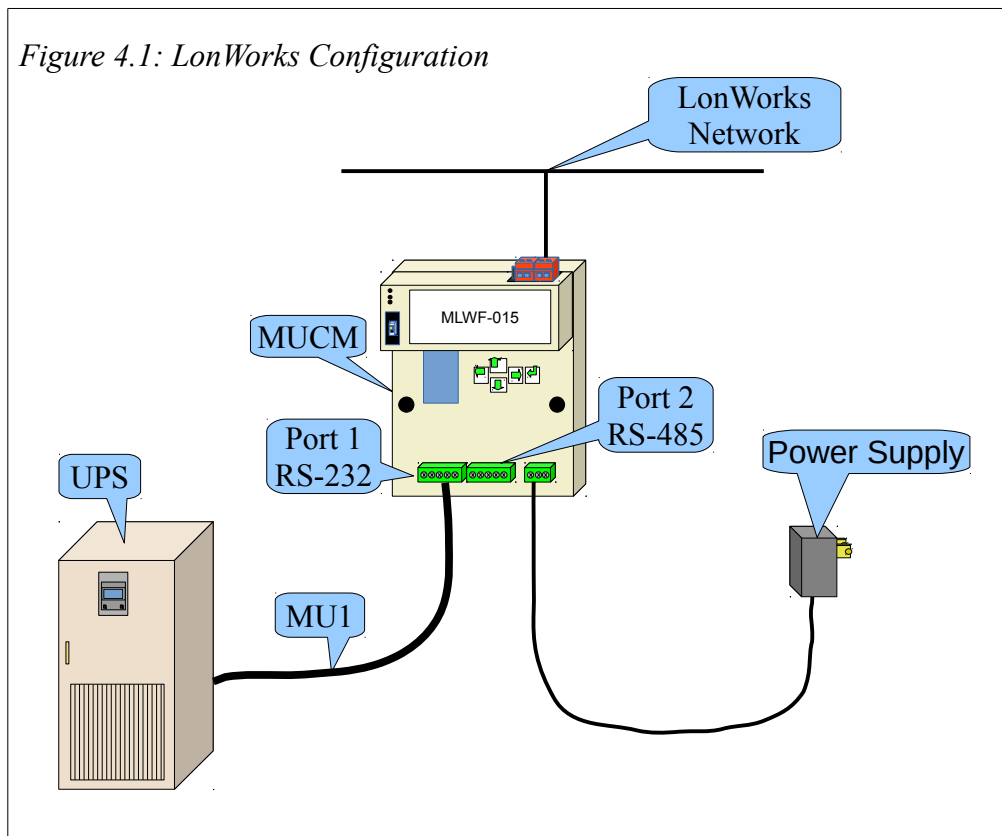 Figure 4.1: LonWorks Configuration
LonWorks
Network
MLWF-015
MUCM
Port 2
RS-485
Port 1
RS-232
Power Supply
UPS
MU1